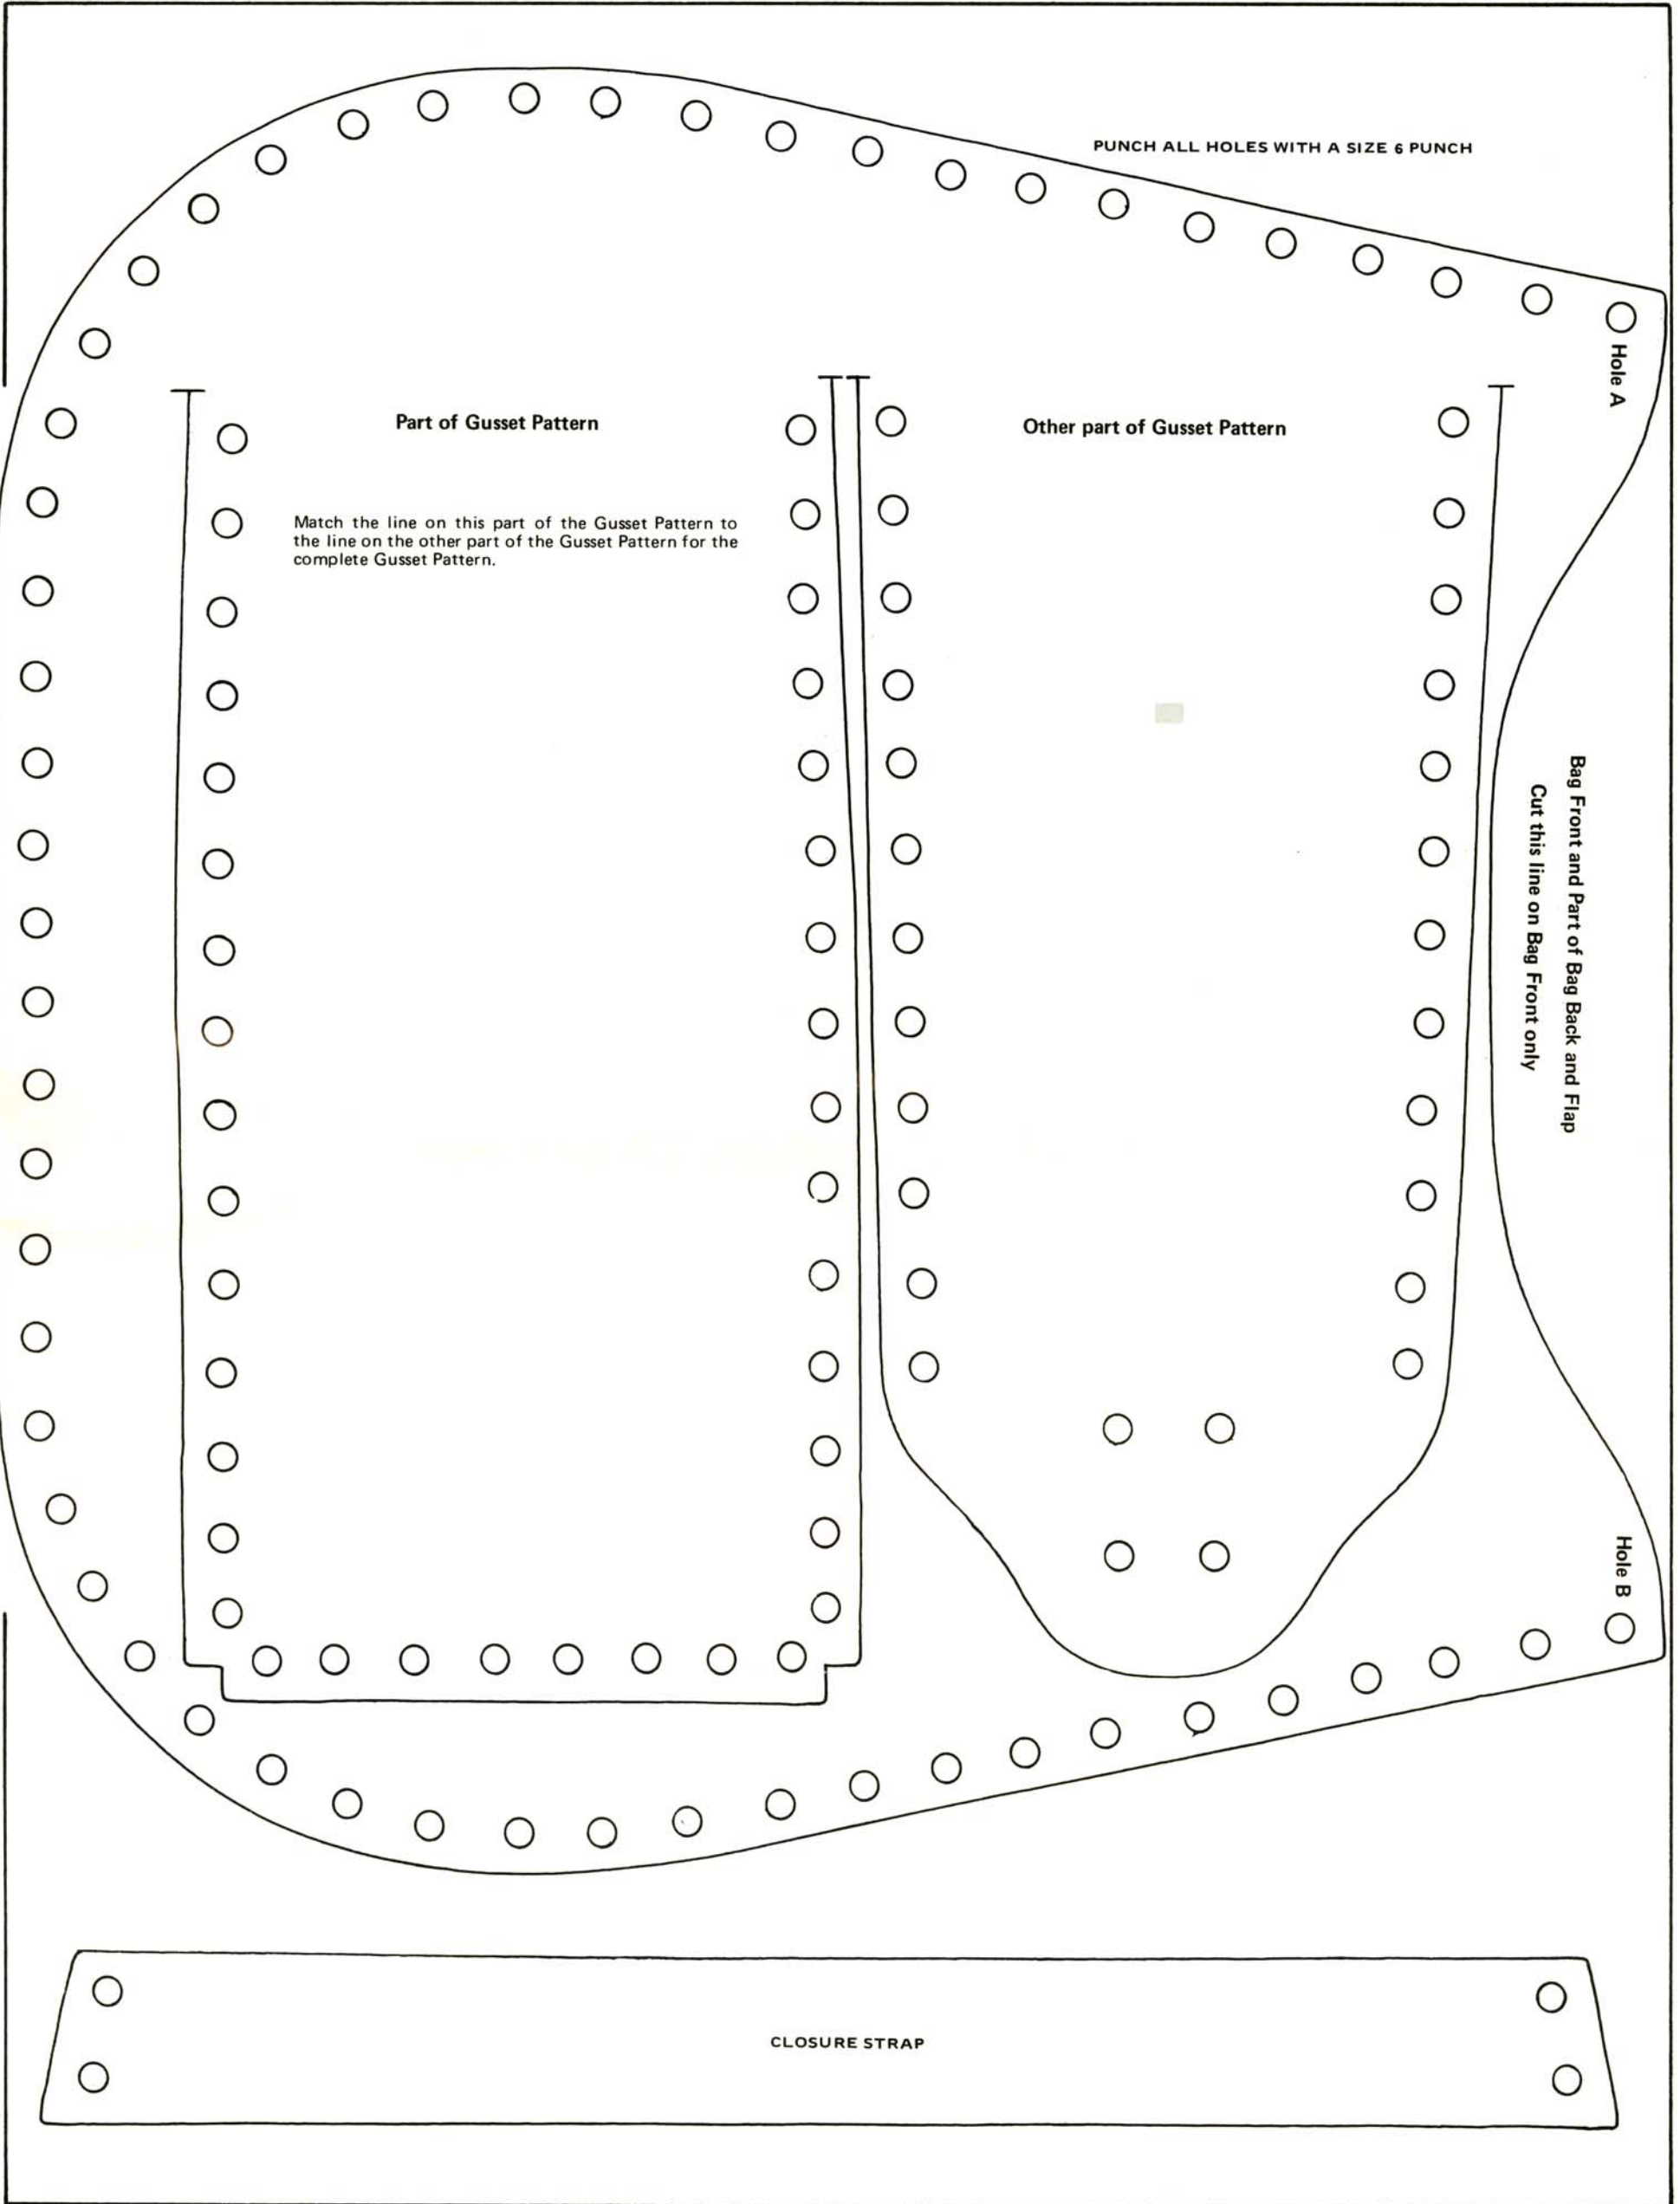 PUNCH ALL HOLES WITH A SIZE 6 PUNCH
Hole A
Part of Gusset Pattern
Other part of Gusset Pattern
Match the line on this part of the Gusset Pattern to
the line on the other part of the Gusset Pattern for the
complete Gusset Pattern.
Bag Front and Part of Bag Back and Flap
Cut this line on Bag Front only
Hole B
CLOSURE STRAP